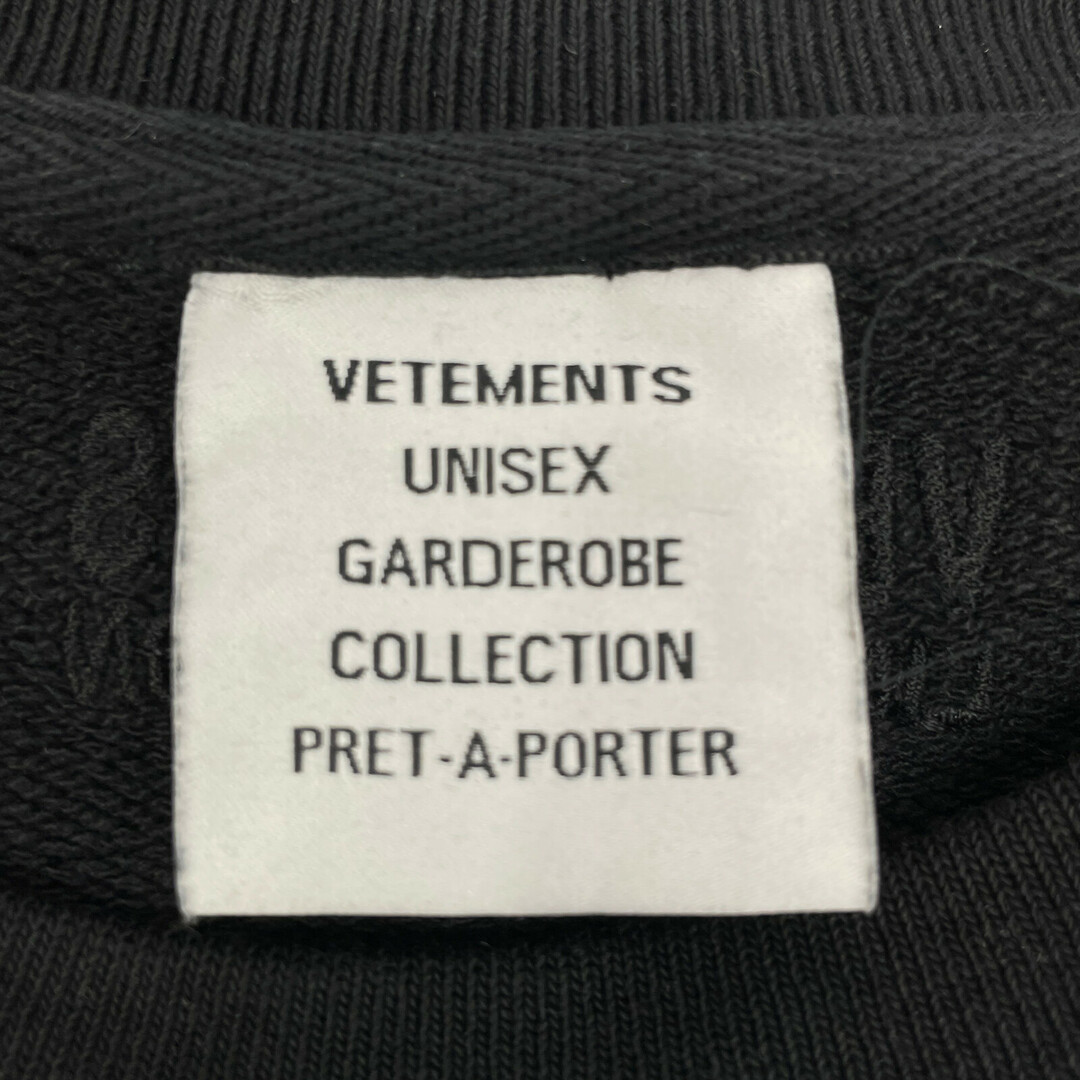 VETEMENTS
UNISEX
GARDEROBE
COLLECTION
PRET-A-PORTER